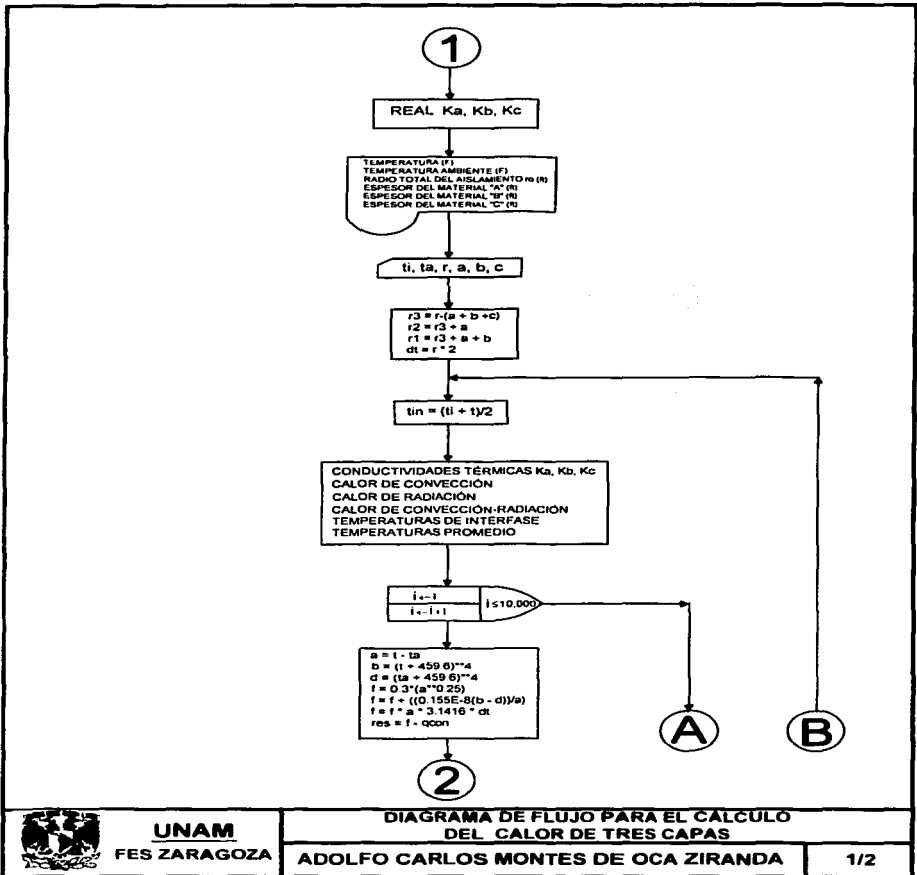 1
REAL Ka, Kb, Kc
TEMPERATURA (F)
TEMPERATURA AMBIENTE (F)
RADIO TOTAL DEL AISLAMIENTO ro (ft)
ESPESOR DEL MATERIAL "A" (ft)
ESPESOR DEL MATERIAL "B" (ft)
ESPESOR DEL MATERIAL "C" (ft)
ti, ta, r, a, b, c
r3 = r-(a + b +c)
r2 = r3 + a
r1 = r3 + a + b
dt = r * 2
tin = (ti + t)/2
CONDUCTIVIDADES TÉRMICAS Ka, Kb, Kc
CALOR DE CONVECCIÓN
CALOR DE RADIACIÓN
CALOR DE CONVECCIÓN-RADIACIÓN
TEMPERATURAS DE INTERFASE
TEMPERATURAS PROMEDIO
i←1
i←i+1
i≤10,000
a = t - ta
b = (t + 459.6)**4
d = (ta + 459.6)**4
f = 0.3*(a**0.25)
f = f + ((0.155E-8(b - d))/a)
f = f * a * 3.1416 * dt
res = f - qcon
A
B
2
UNAM
FES ZARAGOZA
DIAGRAMA DE FLUJO PARA EL CALCULO
DEL CALOR DE TRES CAPAS
ADOLFO CARLOS MONTES DE OCA ZIRANDA
1/2